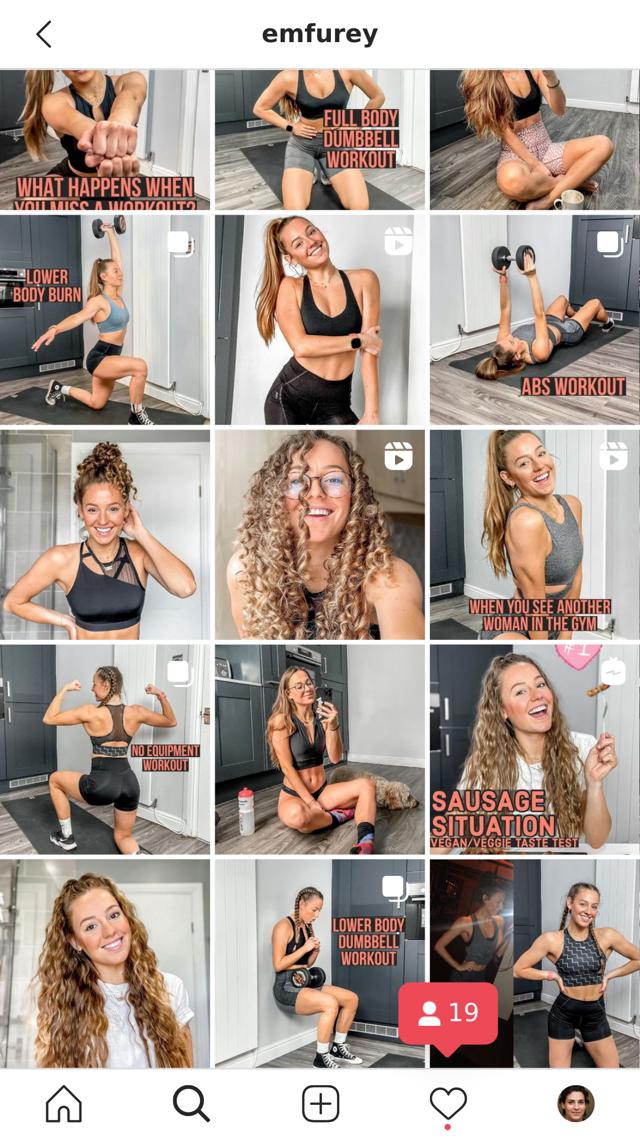 emfurey
WHAT HAPPENS WHEN
YOU MISS A WORKOUT?
FULL BODY
DUMBBELL
WORKOUT
LOWER
BODY BURN
ABS WORKOUT
WHEN YOU SEE ANOTHER
WOMAN IN THE GYM
NO EQUIPMENT
WORKOUT
#1
SAUSAGE
SITUATION
VEGAN/VEGGIE TASTE TEST
LOWER BODY
DUMBBELL
WORKOUT
19